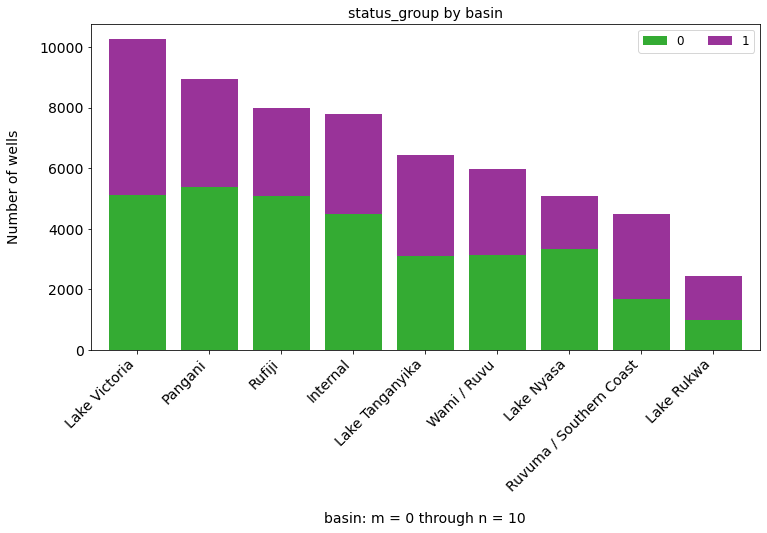 status_group by basin
0 1
Number of wells
10000
8000
6000
4000
2000
0
Lake Victoria
Pangani
Rufiji
Internal
Lake Tanganyika
Wami / Ruvu
Lake Nyasa
Ruvuma / Southern Coast
Lake Rukwa
basin: m = 0 through n = 10